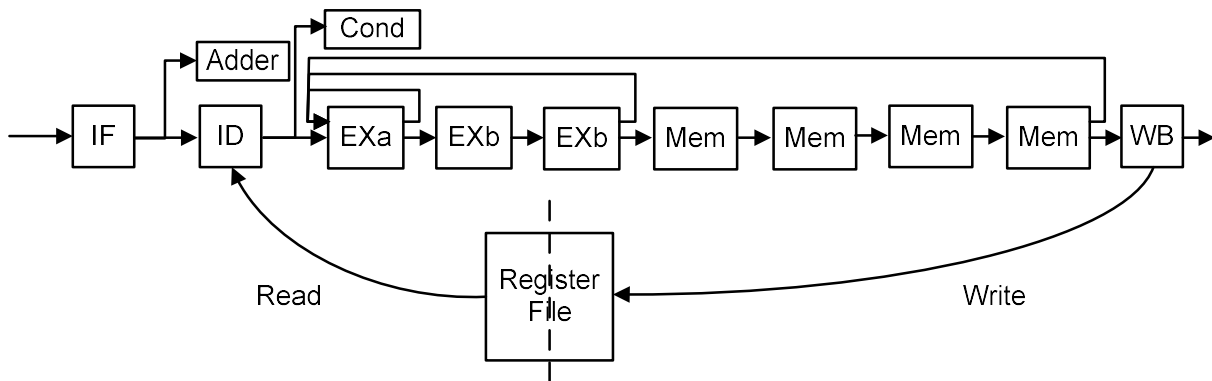 Cond
Adder
IF
ID
EXa
EXb
EXb
Mem
Mem
Mem
Mem
WB
Register
File
Read
Write